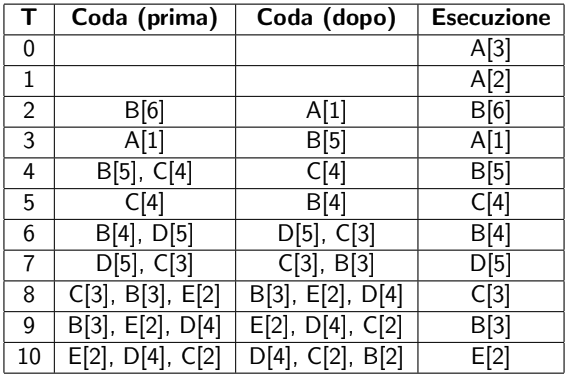 T Coda (prima) Coda (dopo) Esecuzione
0 A[3]
1 A[2]
2 B[6] A[1] B[6]
3 A[1] B[5] A[1]
4 B[5], C[4] C[4] B[5]
5 C[4] B[4] C[4]
6 B[4], D[5] D[5], C[3] B[4]
7 D[5], C[3] C[3], B[3] D[5]
8 C[3], B[3], E[2] B[3], E[2], D[4] C[3]
9 B[3], E[2], D[4] E[2], D[4], C[2] B[3]
10 E[2], D[4], C[2] D[4], C[2], B[2] E[2]